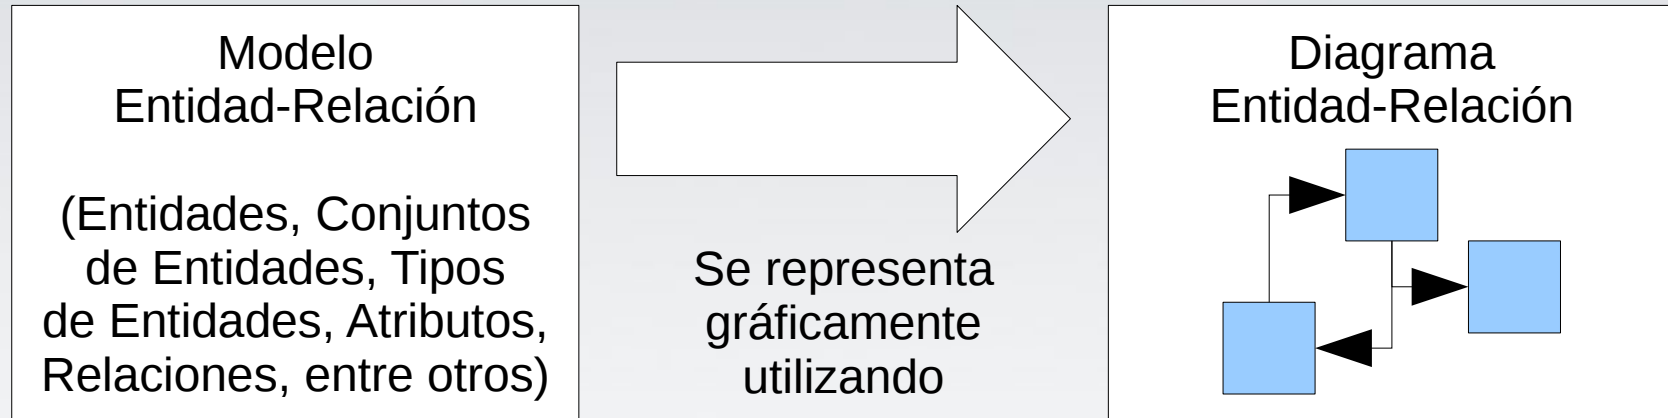 Modelo
Entidad-Relación
(Entidades, Conjuntos
de Entidades, Tipos
de Entidades, Atributos,
Relaciones, entre otros)
Se representa
gráficamente
utilizando
Diagrama
Entidad-Relación